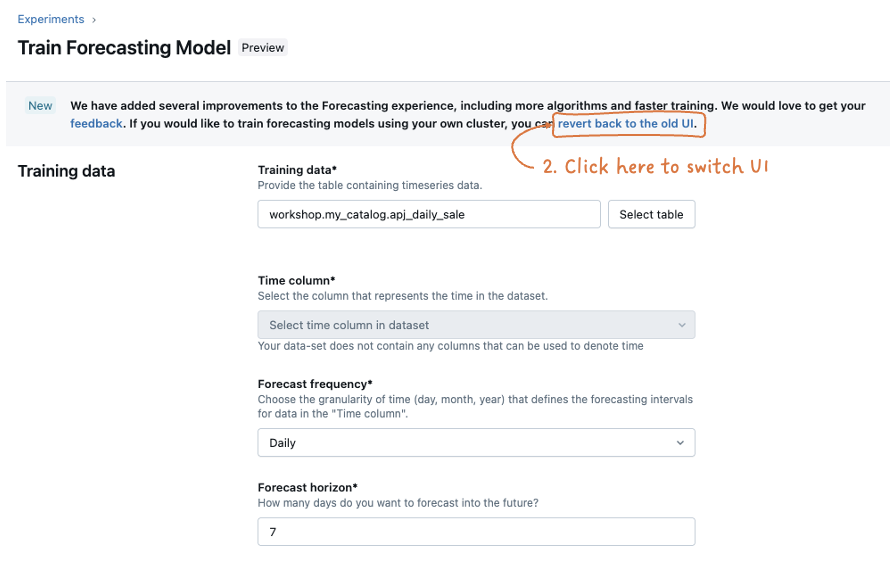 Experiments ›
Train Forecasting Model Preview
New We have added several improvements to the Forecasting experience, including more algorithms and faster training. We would love to get your
feedback. If you would like to train forecasting models using your own cluster, you can revert back to the old UI.
2. Click here to switch UI
Training data
Training data*
Provide the table containing timeseries data.
workshop.my_catalog.apj_daily_sale Select table
Time column*
Select the column that represents the time in the dataset.
Select time column in dataset
Your data-set does not contain any columns that can be used to denote time
Forecast frequency*
Choose the granularity of time (day, month, year) that defines the forecasting intervals
for data in the "Time column".
Daily
Forecast horizon*
How many days do you want to forecast into the future?
7